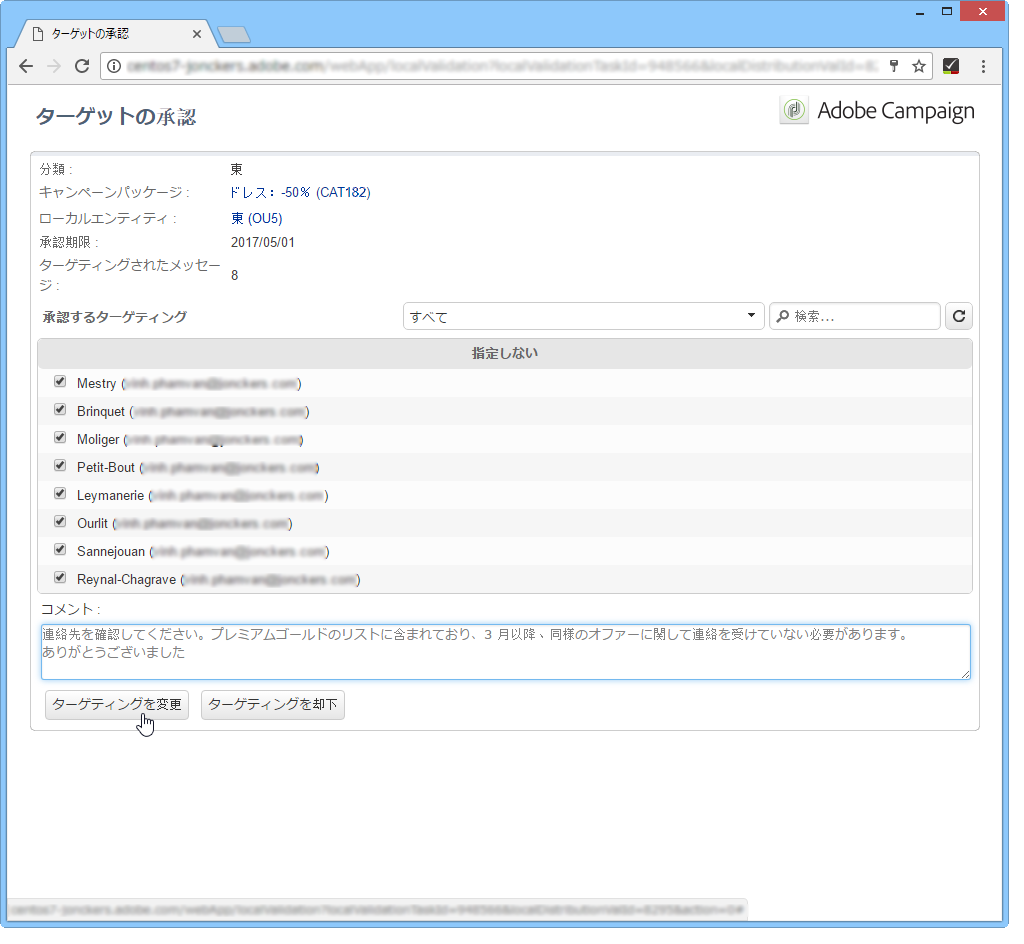 ターゲットの承認
ターゲットの承認
Adobe Campaign
分類 : 東
キャンペーンパッケージ : ドレス：-50% (CAT182)
ローカルエンティティ : 東 (OU5)
承認期限 : 2017/05/01
ターゲティングされたメッセー
ジ : 8
承認するターゲティング すべて 検索...
指定しない
Mestry ()
Brinquet ()
Moliger ()
Petit-Bout ()
Leymanerie ()
Ourlit ()
Sannejouan ()
Reynal-Chagrave ()
コメント :
連絡先を確認してください。プレミアムゴールドのリストに含まれており、3 月以降、同様のオファーに関して連絡を受けていない必要があります。
ありがとうございました
ターゲティングを変更 ターゲティングを却下